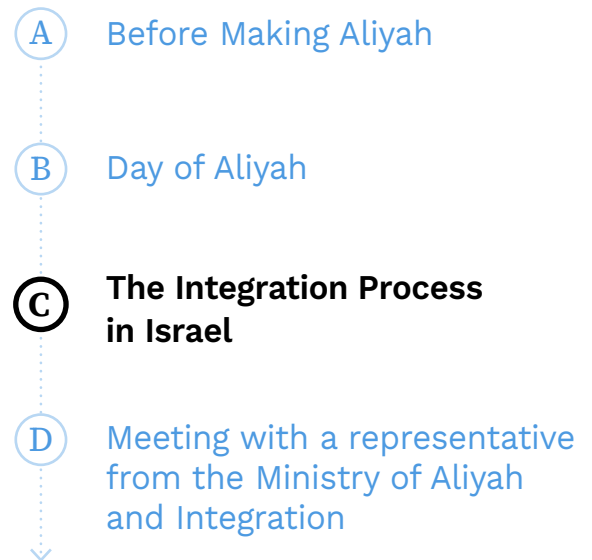 A Before Making Aliyah
B Day of Aliyah
C The Integration Process
in Israel
D Meeting with a representative
from the Ministry of Aliyah
and Integration